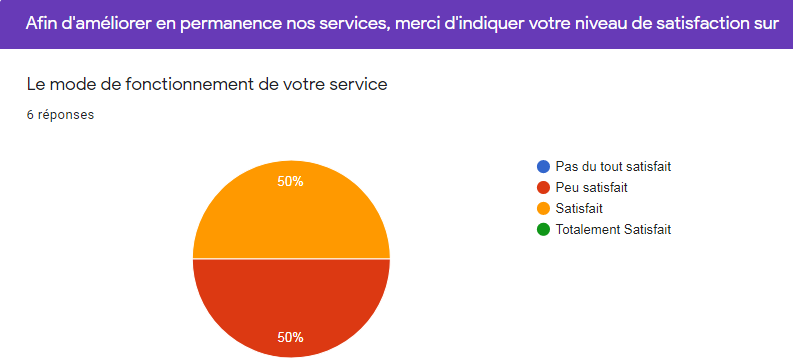 Afin d'améliorer en permanence nos services, merci d'indiquer votre niveau de satisfaction sur
Le mode de fonctionnement de votre service
6 réponses
50%
50%
Pas du tout satisfait
Peu satisfait
Satisfait
Totalement Satisfait